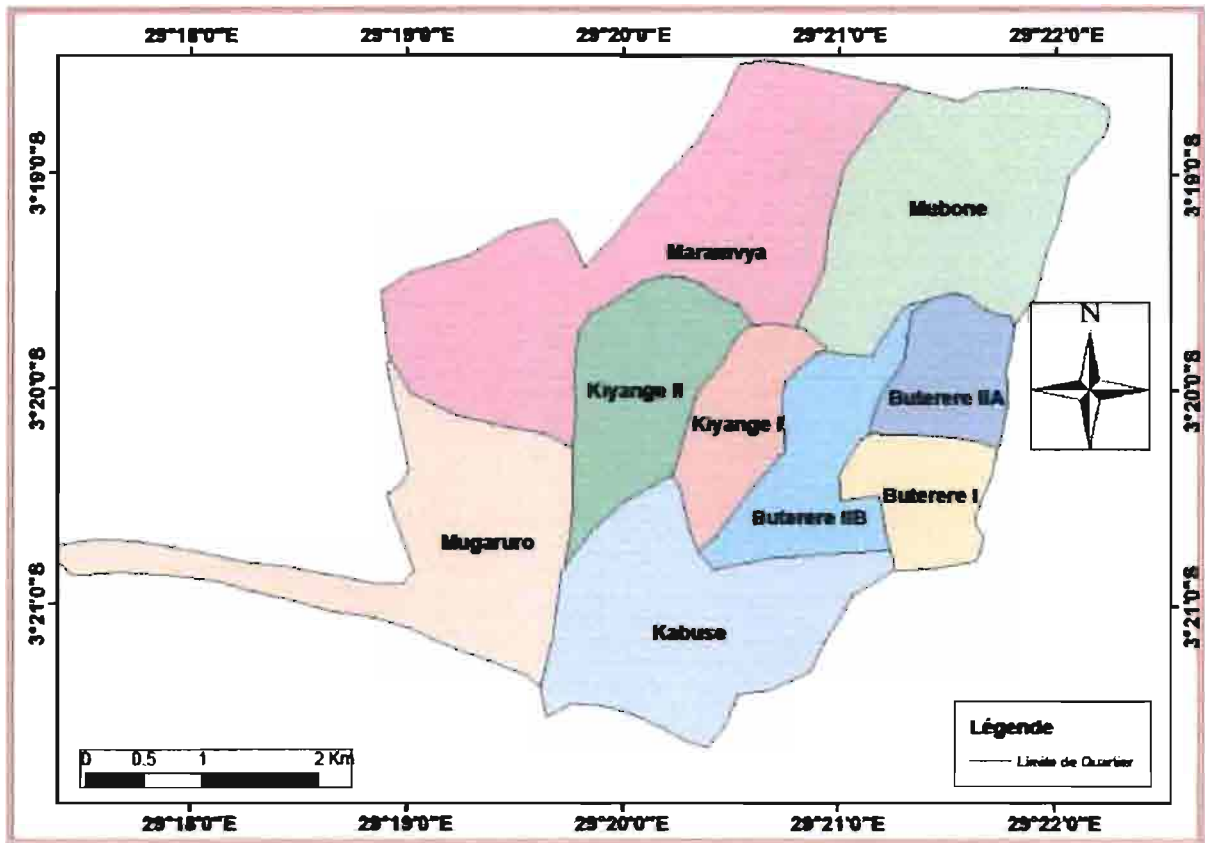 29°18'0"E 29°19'0"E 29°20'0"E 29°21'0"E 29°22'0"E
3°19'0"S
3°19'0"S
Mubone
Maramvya
N
3°20'0"S
3°20'0"S
Kiyange II
Buterere IIA
Kiyange I
Buterere I
Buterere IIB
Mugaruro
3°21'0"S
3°21'0"S
Kabuse
Légende
Limite de Quartier
0 0.5 1 2 Km
29°18'0"E 29°19'0"E 29°20'0"E 29°21'0"E 29°22'0"E